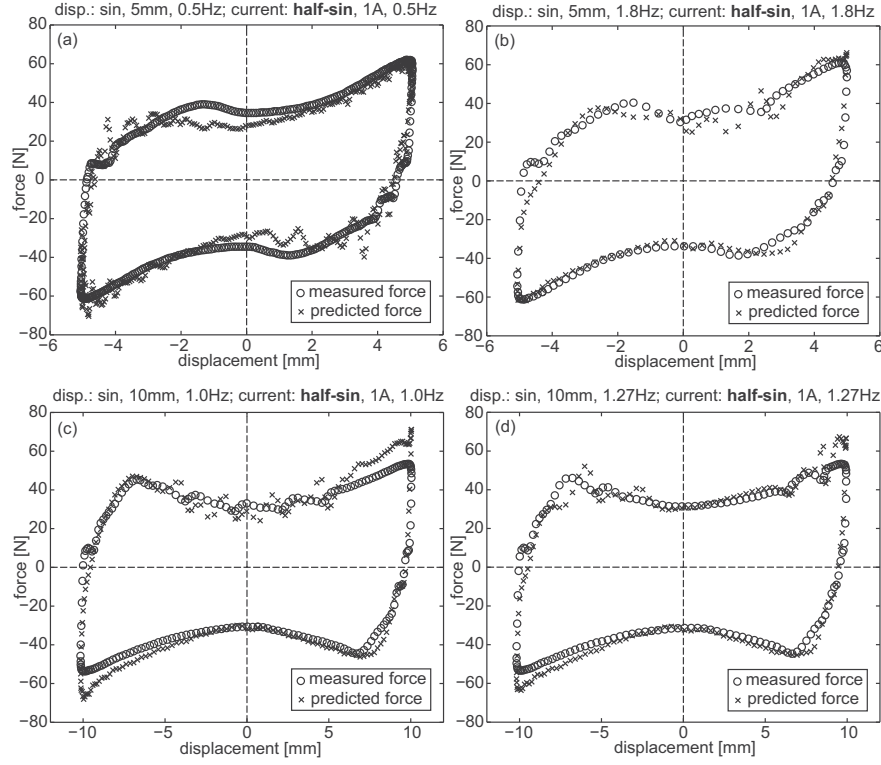 disp.: sin, 5mm, 0.5Hz; current: half-sin, 1A, 0.5Hz
(a)
80
60
40
20
0
−20
−40
−60
−80
force [N]
measured force
predicted force
−6 −4 −2 0 2 4 6
displacement [mm]
disp.: sin, 5mm, 1.8Hz; current: half-sin, 1A, 1.8Hz
(b)
80
60
40
20
0
−20
−40
−60
−80
force [N]
measured force
predicted force
−6 −4 −2 0 2 4 6
displacement [mm]
disp.: sin, 10mm, 1.0Hz; current: half-sin, 1A, 1.0Hz
(c)
80
60
40
20
0
−20
−40
−60
−80
force [N]
measured force
predicted force
−10 −5 0 5 10
displacement [mm]
disp.: sin, 10mm, 1.27Hz; current: half-sin, 1A, 1.27Hz
(d)
80
60
40
20
0
−20
−40
−60
−80
force [N]
measured force
predicted force
−10 −5 0 5 10
displacement [mm]